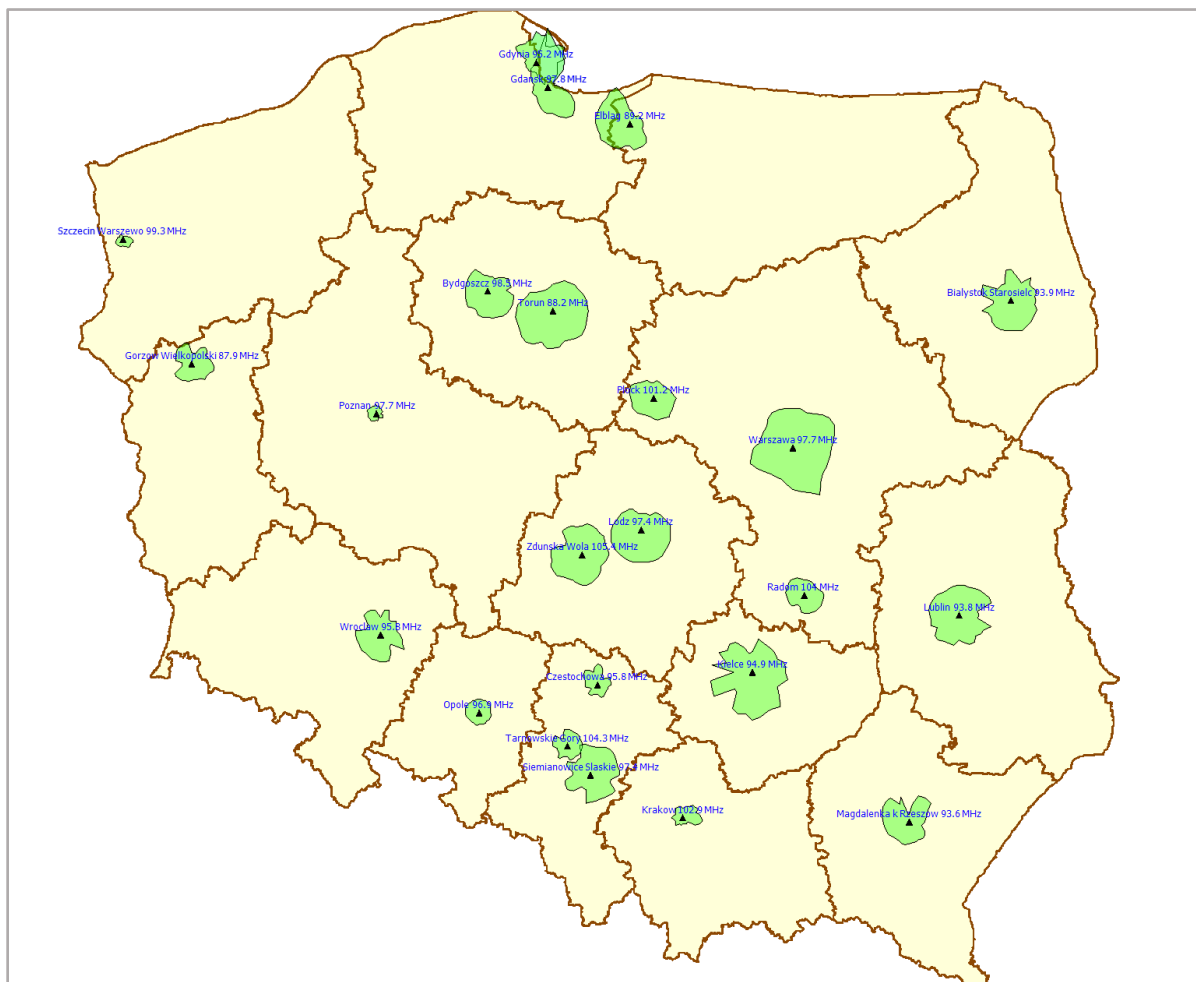 Gdynia 95.2 MHz
Gdansk 97.8 MHz
Elblag 89.2 MHz
Szczecin Warszewo 99.3 MHz
Bydgoszcz 98.5 MHz
Torun 88.2 MHz
Bialystok Starosielc 93.9 MHz
Gorzow Wielkopolski 87.9 MHz
Plock 101.2 MHz
Poznan 97.7 MHz
Warszawa 97.7 MHz
Lodz 97.4 MHz
Zdunska Wola 105.4 MHz
Radom 104 MHz
Lublin 93.8 MHz
Wroclaw 95.8 MHz
Kielce 94.9 MHz
Czestochowa 95.8 MHz
Opole 96.9 MHz
Tarnowskie Gory 104.3 MHz
Siemianowice Slaskie MHz
Krakow 102.9 MHz
Magdalenka k Rzeszow 93.6 MHz